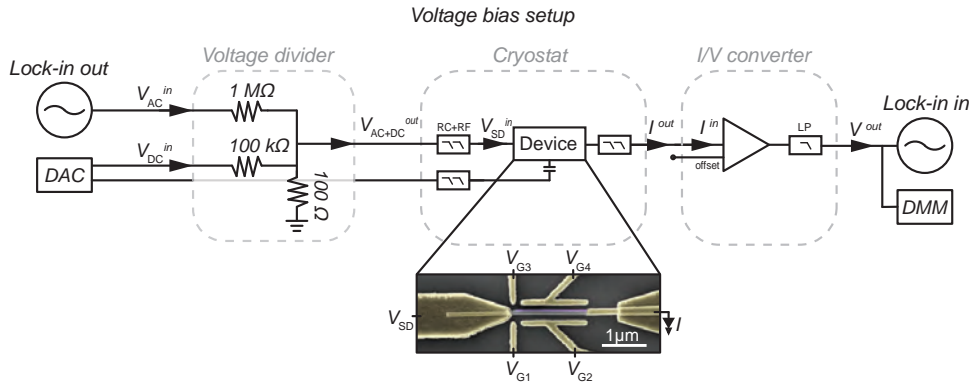 Voltage bias setup
Voltage divider
Cryostat
I/V converter
Lock-in out
Lock-in in
V_AC^in
1 MΩ
V_AC+DC^out
RC+RF
V_SD^in
Device
I^out
I^in
LP
V^out
offset
V_DC^in
100 kΩ
DAC
100 Ω
DMM
V_G3
V_G4
V_SD
I
1μm
V_G1
V_G2